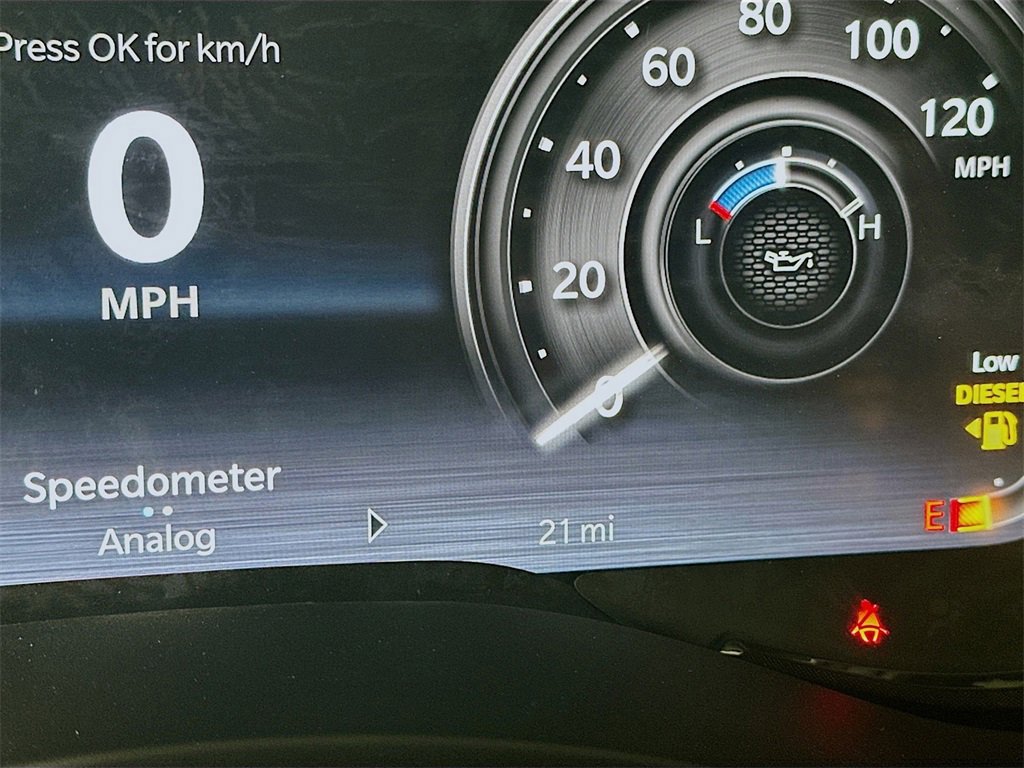 Press OK for km/h
0
MPH
80
100
60
120
MPH
40
L
H
20
0
Low
DIESEL
Speedometer
Analog
21 mi
E